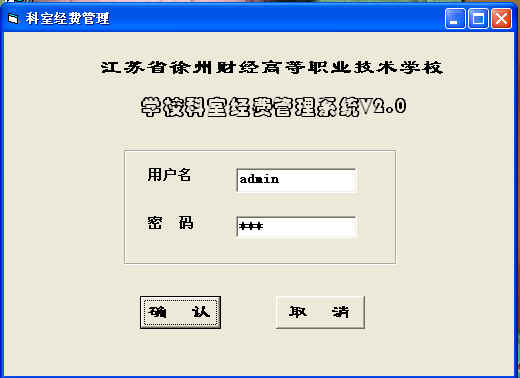 科室经费管理
江苏省徐州财经高等职业技术学校
学校科室经费管理系统V2.0
用户名 admin
密 码 ***
确 认 取 消